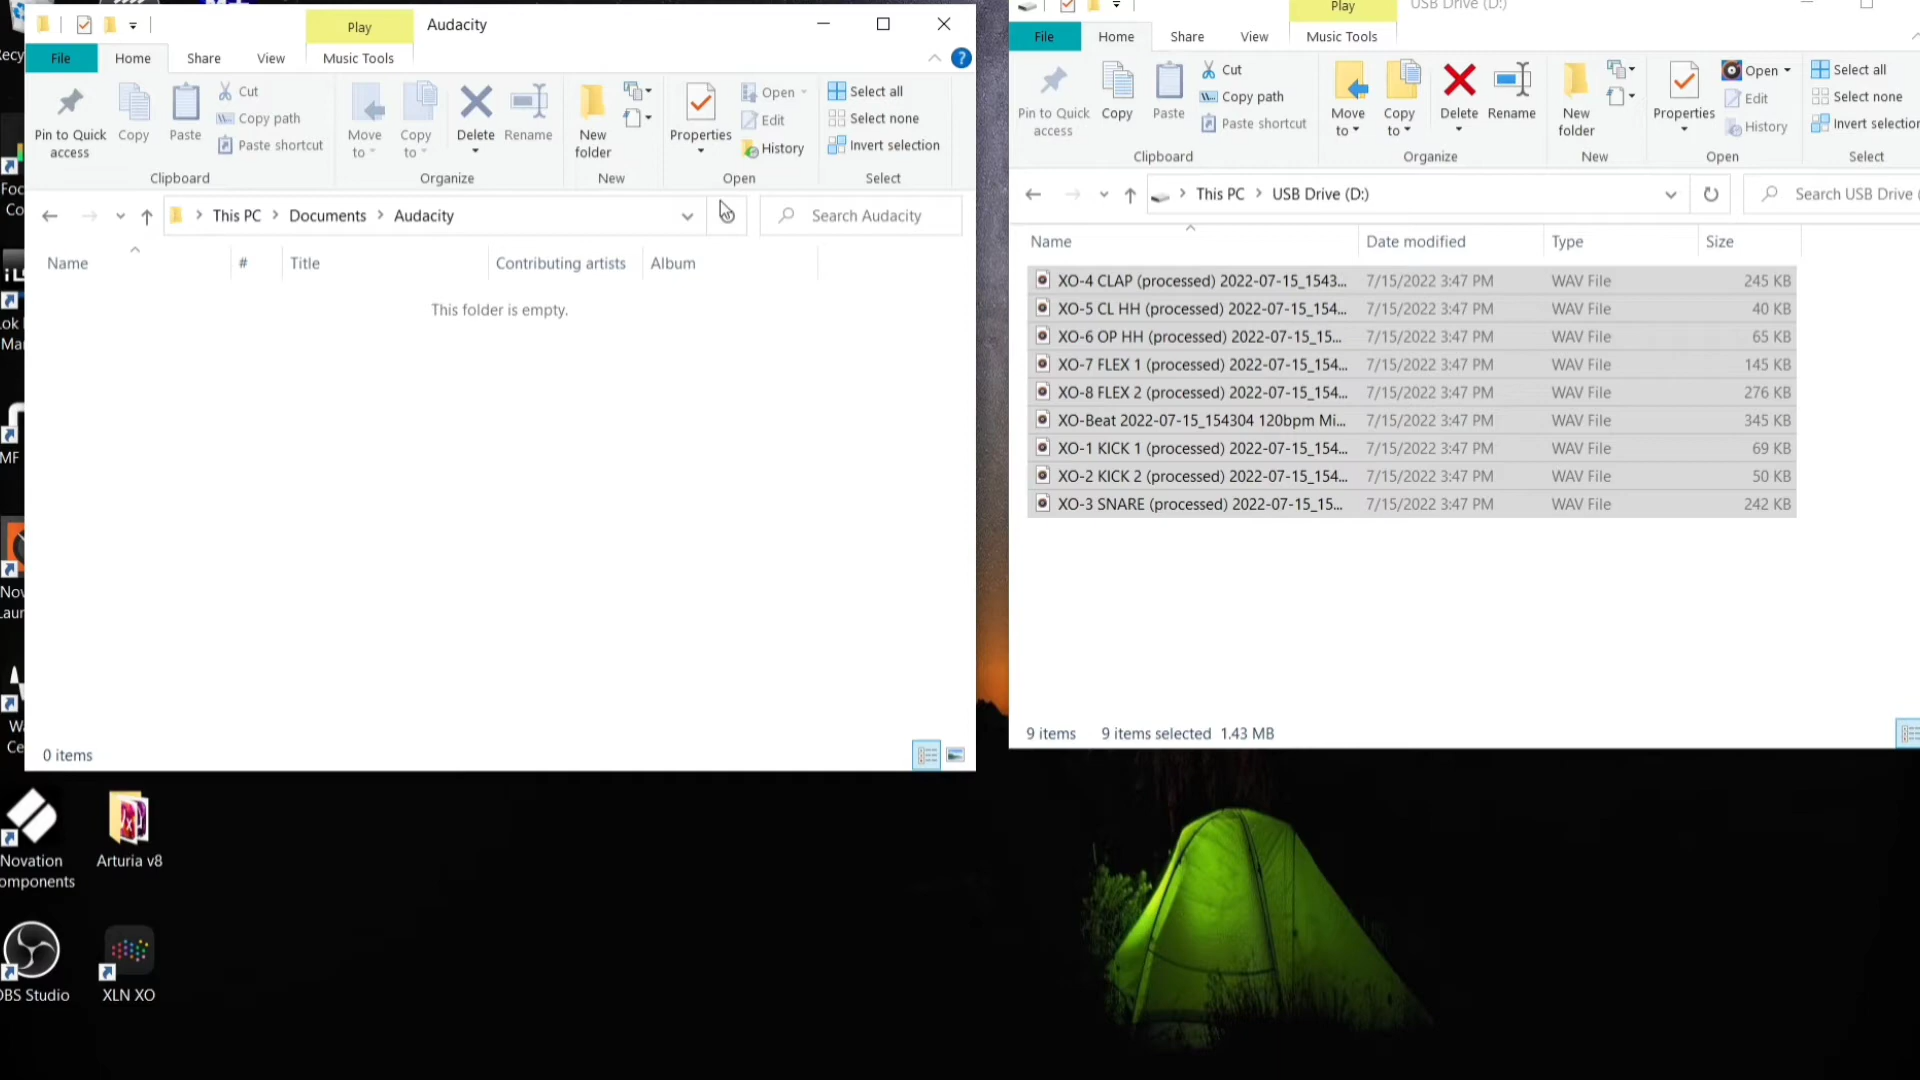 Play
Audacity
File
Home
Share
View
Music Tools
Pin to Quick
access
Copy
Paste
Cut
Copy path
Paste shortcut
Move
to
Copy
to
Delete
Rename
New
folder
Properties
Open
Edit
History
Select all
Select none
Invert selection
Clipboard
Organize
New
Open
Select
This PC
Documents
Audacity
Search Audacity
Name
#
Title
Contributing artists
Album
This folder is empty.
0 items
Play
USB Drive (D:)
File
Home
Share
View
Music Tools
Pin to Quick
access
Copy
Paste
Cut
Copy path
Paste shortcut
Move
to
Copy
to
Delete
Rename
New
folder
Properties
Open
Edit
History
Select all
Select none
Invert selection
Clipboard
Organize
New
Open
Select
This PC
USB Drive (D:)
Search USB Drive (
Name
Date modified
Type
Size
XO-4 CLAP (processed) 2022-07-15_1543... 7/15/2022 3:47 PM WAV File 245 KB
XO-5 CL HH (processed) 2022-07-15_154... 7/15/2022 3:47 PM WAV File 40 KB
XO-6 OP HH (processed) 2022-07-15_15... 7/15/2022 3:47 PM WAV File 65 KB
XO-7 FLEX 1 (processed) 2022-07-15_154... 7/15/2022 3:47 PM WAV File 145 KB
XO-8 FLEX 2 (processed) 2022-07-15_154... 7/15/2022 3:47 PM WAV File 276 KB
XO-Beat 2022-07-15_154304 120bpm Mi... 7/15/2022 3:47 PM WAV File 345 KB
XO-1 KICK 1 (processed) 2022-07-15_154... 7/15/2022 3:47 PM WAV File 69 KB
XO-2 KICK 2 (processed) 2022-07-15_154... 7/15/2022 3:47 PM WAV File 50 KB
XO-3 SNARE (processed) 2022-07-15_15... 7/15/2022 3:47 PM WAV File 242 KB
9 items
9 items selected 1.43 MB
Novation
omponents
Arturia v8
OBS Studio
XLN XO